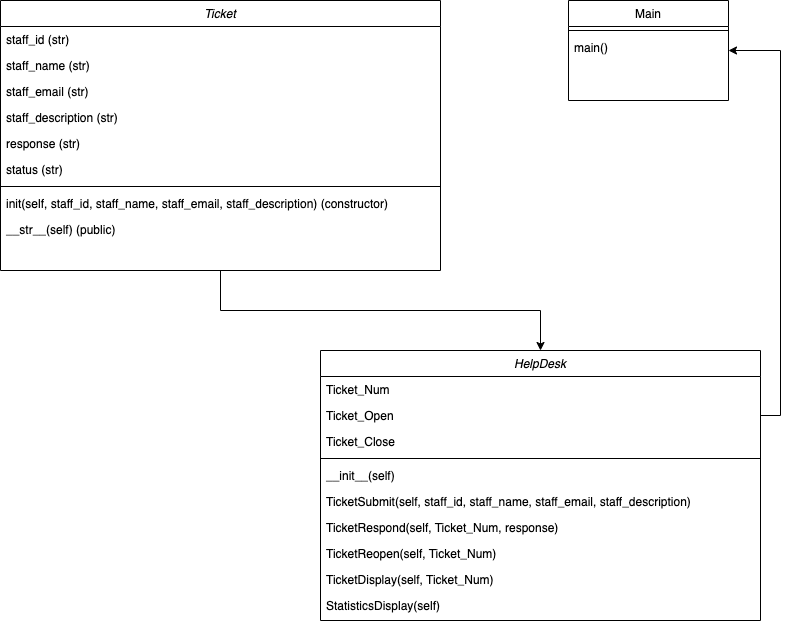 Ticket
staff_id (str)
staff_name (str)
staff_email (str)
staff_description (str)
response (str)
status (str)
init(self, staff_id, staff_name, staff_email, staff_description) (constructor)
__str__(self) (public)
Main
main()
HelpDesk
Ticket_Num
Ticket_Open
Ticket_Close
__init__(self)
TicketSubmit(self, staff_id, staff_name, staff_email, staff_description)
TicketRespond(self, Ticket_Num, response)
TicketReopen(self, Ticket_Num)
TicketDisplay(self, Ticket_Num)
StatisticsDisplay(self)